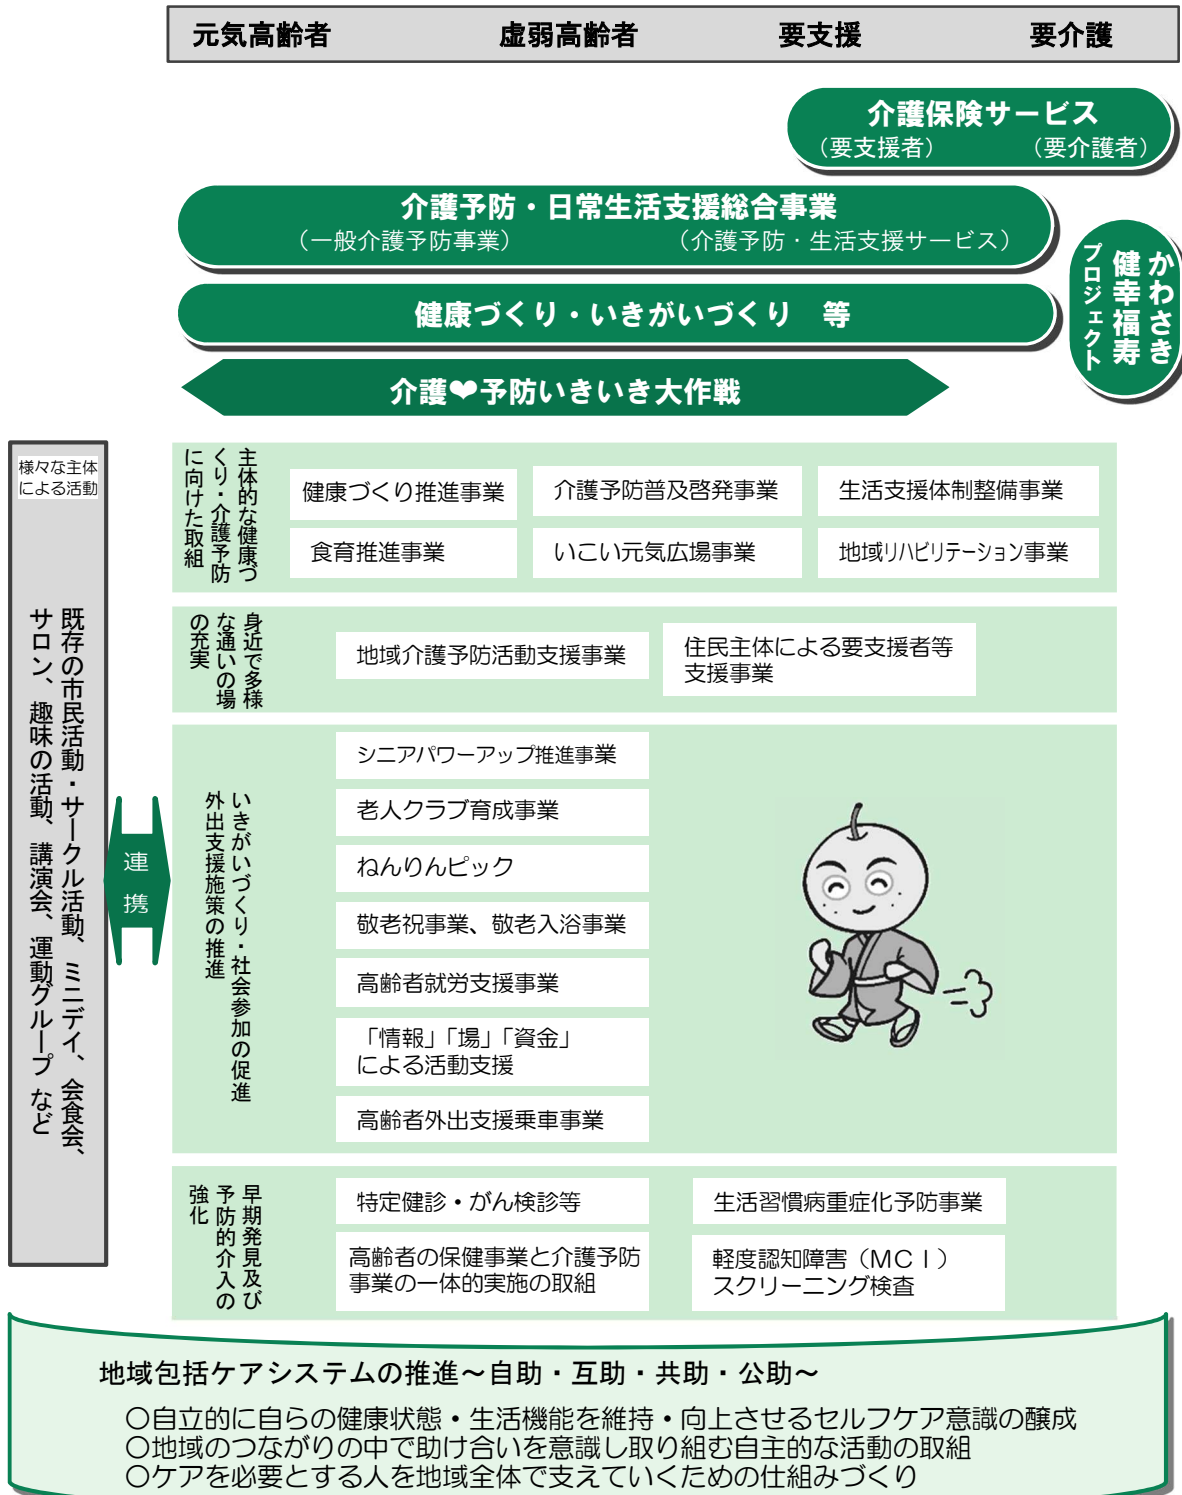 元気高齢者　虚弱高齢者　要支援　要介護
介護保険サービス
（要支援者）　（要介護者）
介護予防・日常生活支援総合事業
（一般介護予防事業）　（介護予防・生活支援サービス）
健康づくり・いきがいづくり　等
介護❤予防いきいき大作戦
かわさき
健幸福寿
プロジェクト
様々な主体
による活動
既存の市民活動・サークル活動、ミニデイ、会食会、
サロン、趣味の活動、講演会、運動グループ など
連携
主体的な健康づ
くり・介護予防
に向けた取組
健康づくり推進事業
介護予防普及啓発事業
生活支援体制整備事業
食育推進事業
いこい元気広場事業
地域リハビリテーション事業
身近で多様
な通いの場
の充実
地域介護予防活動支援事業
住民主体による要支援者等
支援事業
いきがいづくり・社会参加の促進
外出支援施策の推進
シニアパワーアップ推進事業
老人クラブ育成事業
ねんりんピック
敬老祝事業、敬老入浴事業
高齢者就労支援事業
「情報」「場」「資金」
による活動支援
高齢者外出支援乗車事業
早期発見及び
予防的介入の
強化
特定健診・がん検診等
生活習慣病重症化予防事業
高齢者の保健事業と介護予防
事業の一体的実施の取組
軽度認知障害（ＭＣＩ）
スクリーニング検査
地域包括ケアシステムの推進～自助・互助・共助・公助～
〇自立的に自らの健康状態・生活機能を維持・向上させるセルフケア意識の醸成
〇地域のつながりの中で助け合いを意識し取り組む自主的な活動の取組
〇ケアを必要とする人を地域全体で支えていくための仕組みづくり